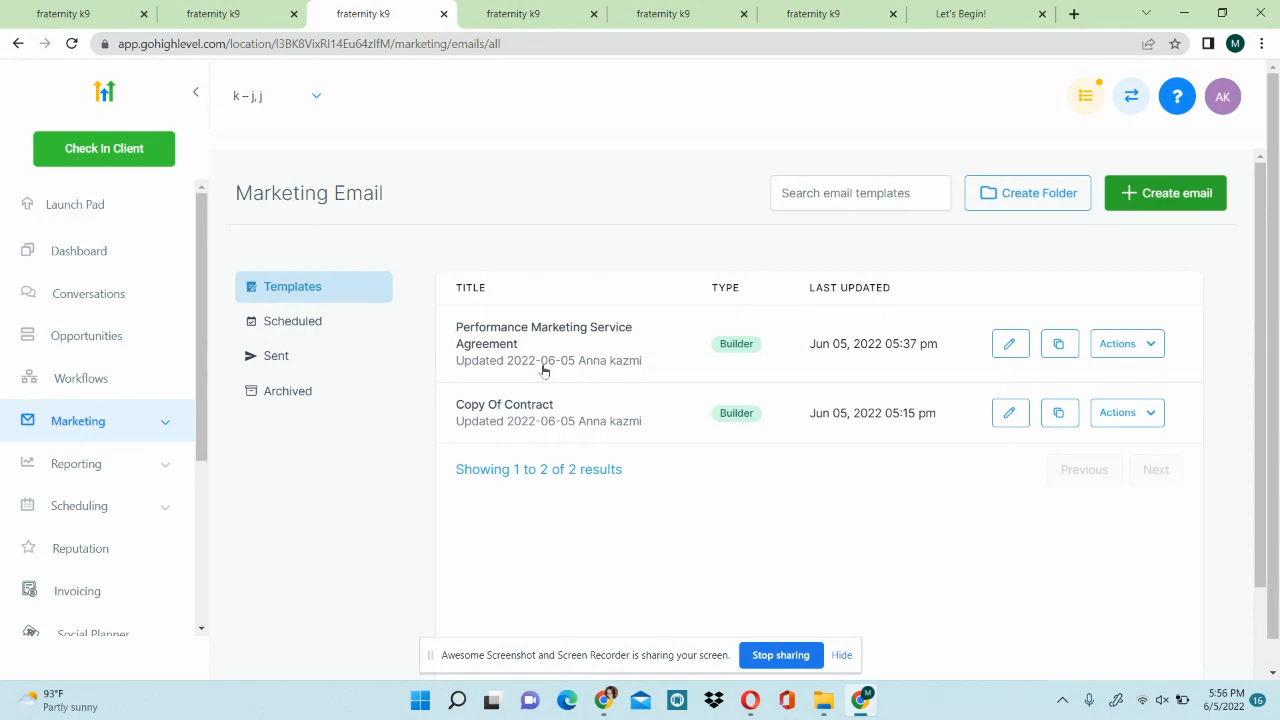 fraternity k9
fraternity k9
fraternity k9
fraternity k9
fraternity k9
fraternity k9
Let's Begin!
app.gohighlevel.com/location/l3BK8VixRI14Eu64zlfM/marketing/emails/all
M
k – j, j
?
AK
Check In Client
Launch Pad
Dashboard
Conversations
Opportunities
Workflows
Marketing
Reporting
Scheduling
Reputation
Invoicing
Social Planner
Marketing Email
Search email templates
Create Folder
Create email
Templates
Scheduled
Sent
Archived
TITLE TYPE LAST UPDATED
Performance Marketing Service
Agreement
Updated 2022-06-05 Anna kazmi
Builder
Jun 05, 2022 05:37 pm
Actions
Copy Of Contract
Updated 2022-06-05 Anna kazmi
Builder
Jun 05, 2022 05:15 pm
Actions
Showing 1 to 2 of 2 results
Previous
Next
Awesome Screenshot and Screen Recorder is sharing your screen.
Stop sharing
Hide
93°F
Partly sunny
M
5:56 PM
6/5/2022
16